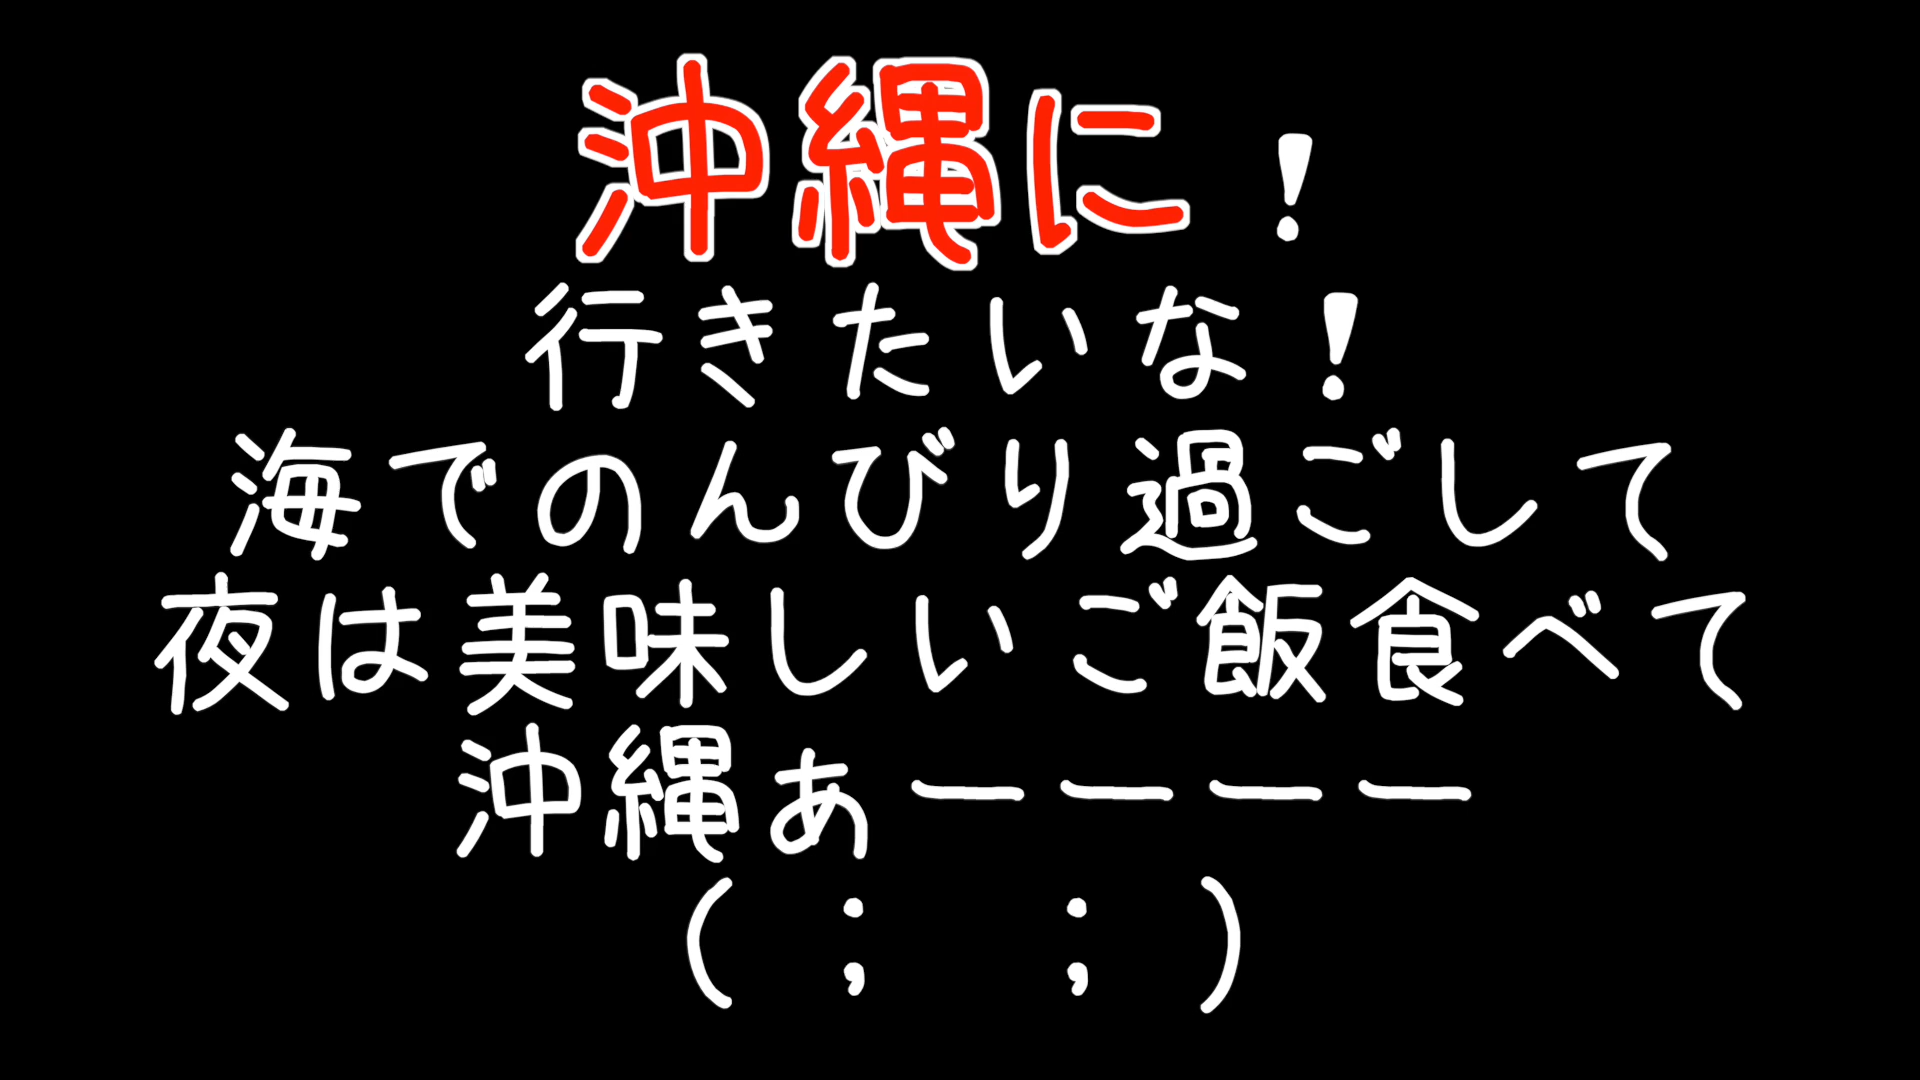 沖縄に！
行きたいな！
海でのんびり過ごして
夜は美味しいご飯食べて
沖縄ぁーーーー
（；　；）